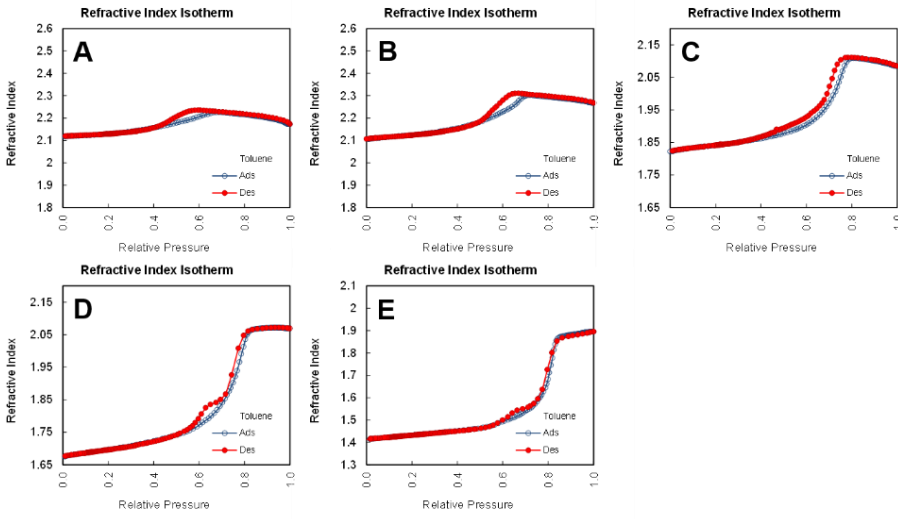 Refractive Index Isotherm
A
Refractive Index
2.6
2.5
2.4
2.3
2.2
2.1
2
1.9
1.8
Toluene
Ads
Des
0.0 0.2 0.4 0.6 0.8 1.0
Relative Pressure
Refractive Index Isotherm
B
Refractive Index
2.6
2.5
2.4
2.3
2.2
2.1
2
1.9
1.8
Toluene
Ads
Des
0.0 0.2 0.4 0.6 0.8 1.0
Relative Pressure
Refractive Index Isotherm
C
Refractive Index
2.15
2.05
1.95
1.85
1.75
1.65
Toluene
Ads
Des
0.0 0.2 0.4 0.6 0.8 1.0
Relative Pressure
Refractive Index Isotherm
D
Refractive Index
2.15
2.05
1.95
1.85
1.75
1.65
Toluene
Ads
Des
0.0 0.2 0.4 0.6 0.8 1.0
Relative Pressure
Refractive Index Isotherm
E
Refractive Index
2.1
2
1.9
1.8
1.7
1.6
1.5
1.4
1.3
Toluene
Ads
Des
0.0 0.2 0.4 0.6 0.8 1.0
Relative Pressure